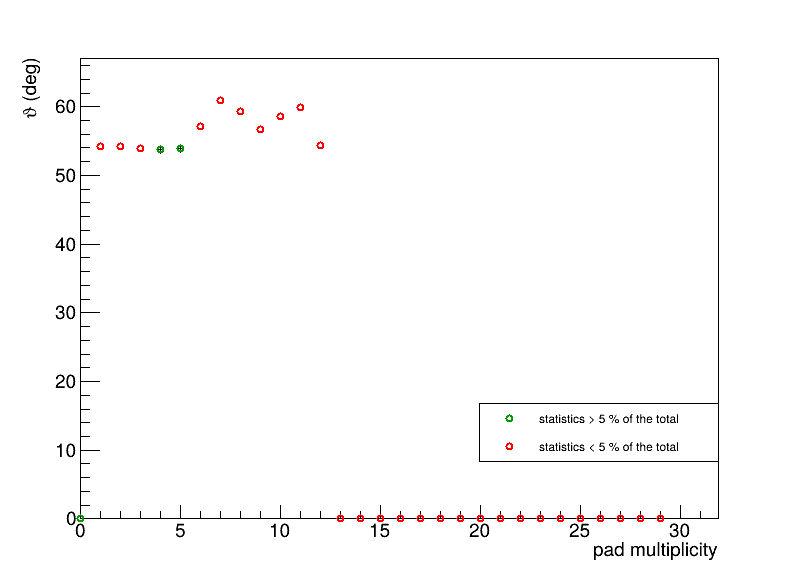 ϑ (deg)
60
50
40
30
20
10
0
0 5 10 15 20 25 30
pad multiplicity
statistics > 5 % of the total
statistics < 5 % of the total